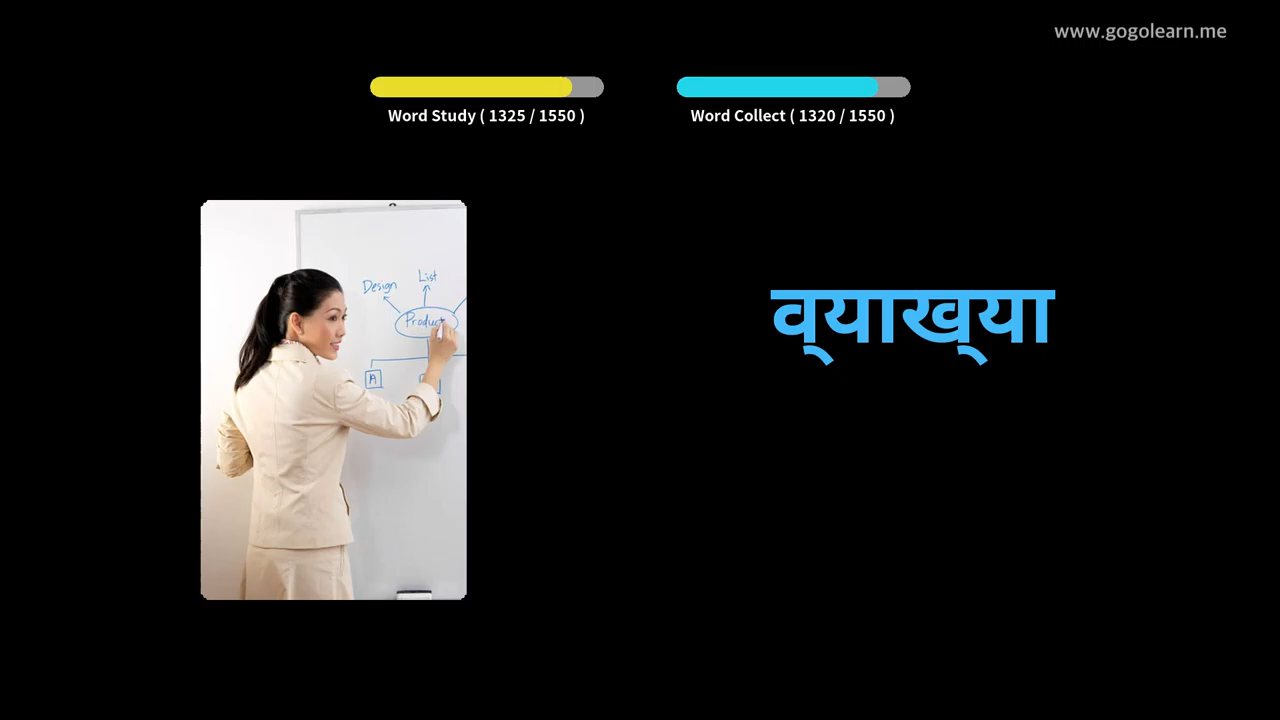 www.gogolearn.me
Word Study ( 1325 / 1550 )
Word Collect ( 1320 / 1550 )
व्याख्या
Design
List
Product
A